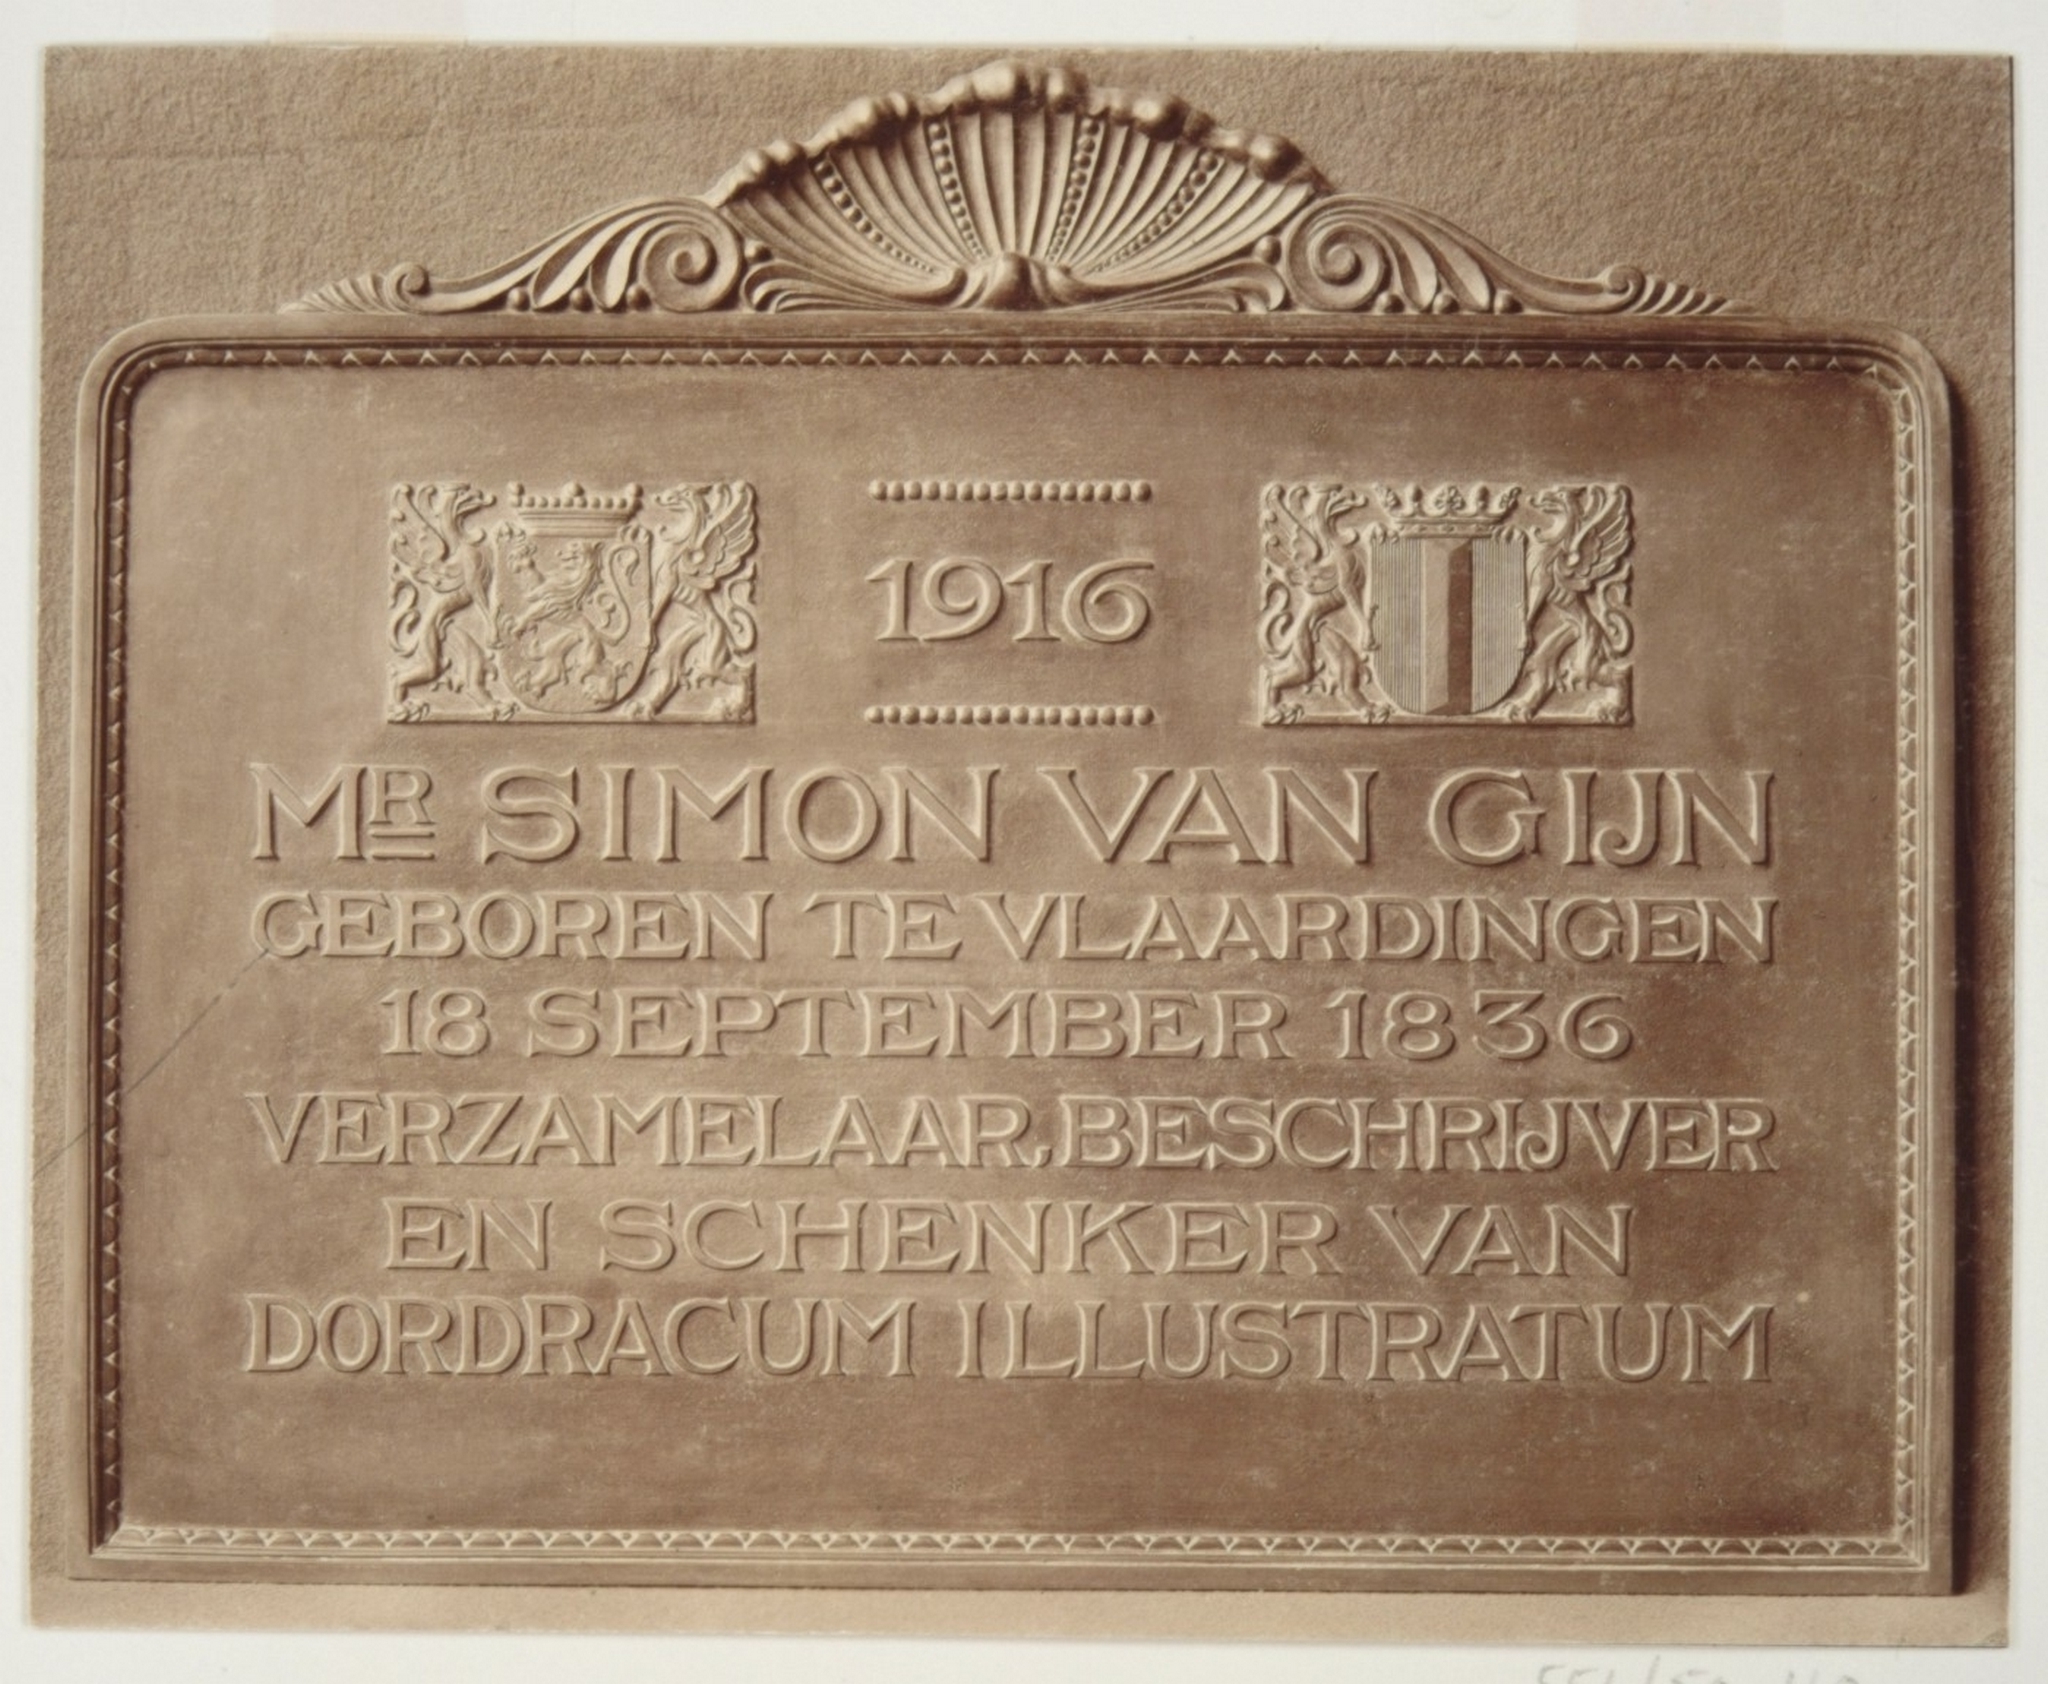 1916
MR SIMON VAN GIJN
GEBOREN TE VLAARDINGEN
18 SEPTEMBER 1836
VERZAMELAAR, BESCHRIJVER
EN SCHENKER VAN
DORDRACUM ILLUSTRATUM